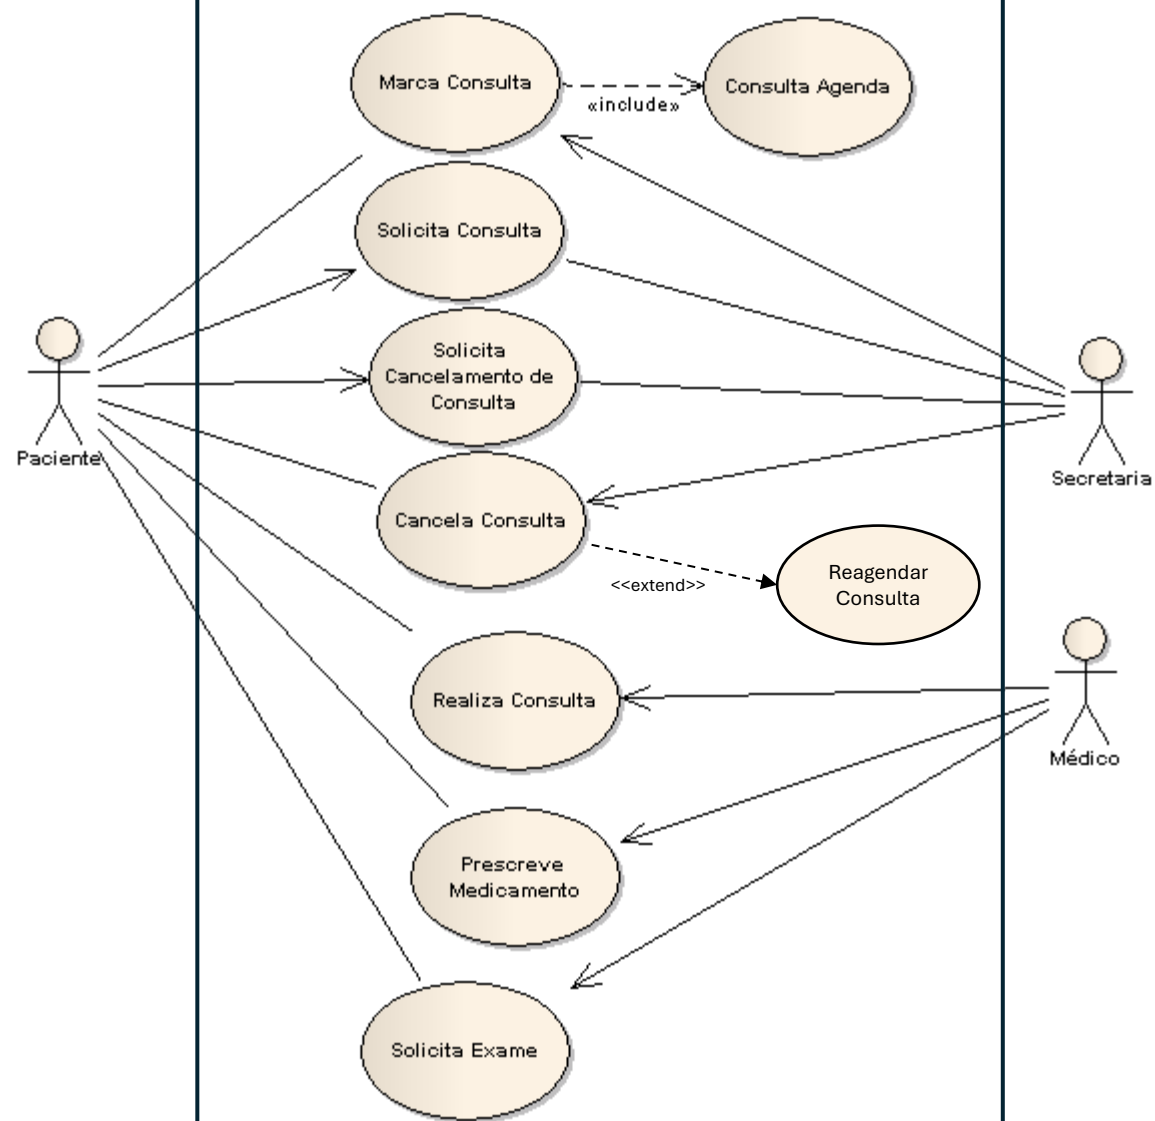 Marca Consulta
Consulta Agenda
«include»
Solicita Consulta
Solicita
Cancelamento de
Consulta
Paciente
Secretaria
Cancela Consulta
<<extend>>
Reagendar
Consulta
Realiza Consulta
Médico
Prescreve
Medicamento
Solicita Exame